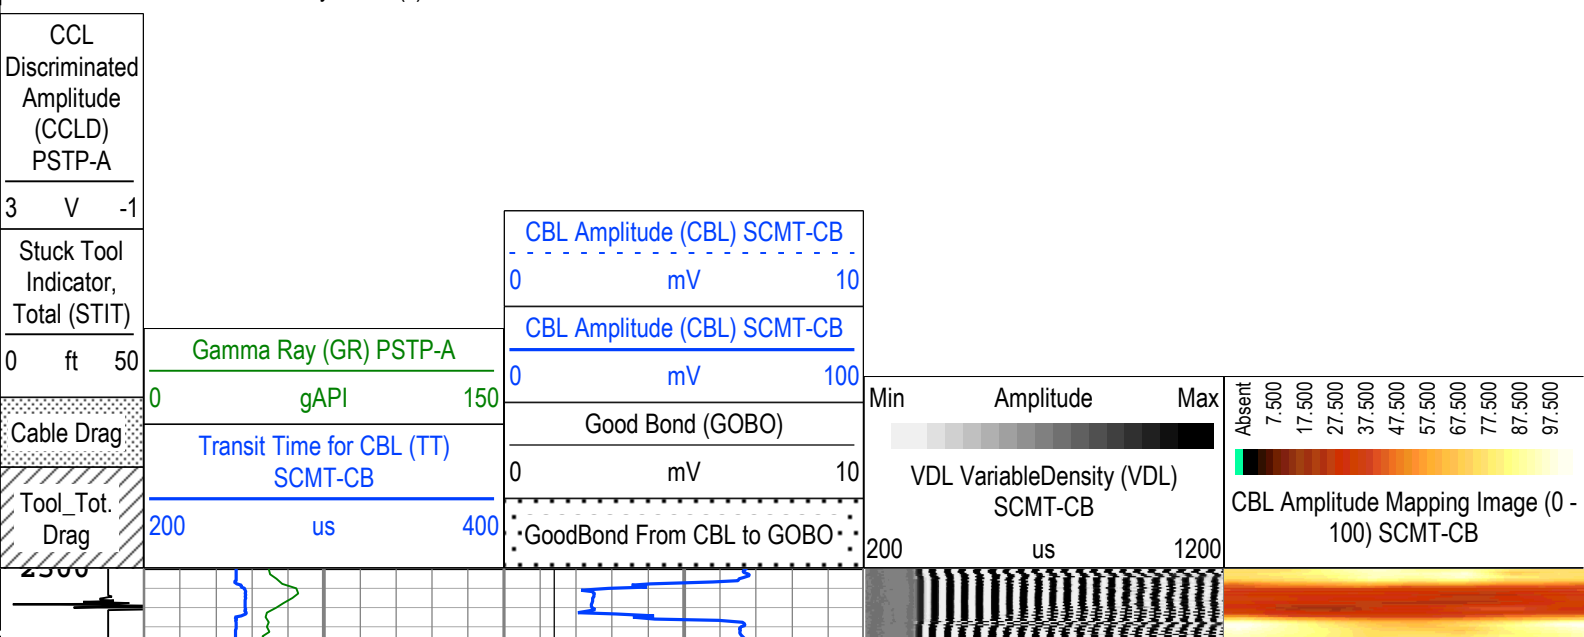 CCL
Discriminated
Amplitude
(CCLD)
PSTP-A
3 V -1
Stuck Tool
Indicator,
Total (STIT)
0 ft 50
Cable Drag
Tool_Tot.
Drag
Gamma Ray (GR) PSTP-A
0 gAPI 150
Transit Time for CBL (TT)
SCMT-CB
200 us 400
CBL Amplitude (CBL) SCMT-CB
0 mV 10
CBL Amplitude (CBL) SCMT-CB
0 mV 100
Good Bond (GOBO)
0 mV 10
GoodBond From CBL to GOBO
Min Amplitude Max
VDL VariableDensity (VDL)
SCMT-CB
200 us 1200
Absent
7.500
17.500
27.500
37.500
47.500
57.500
67.500
77.500
87.500
97.500
CBL Amplitude Mapping Image (0 -
100) SCMT-CB